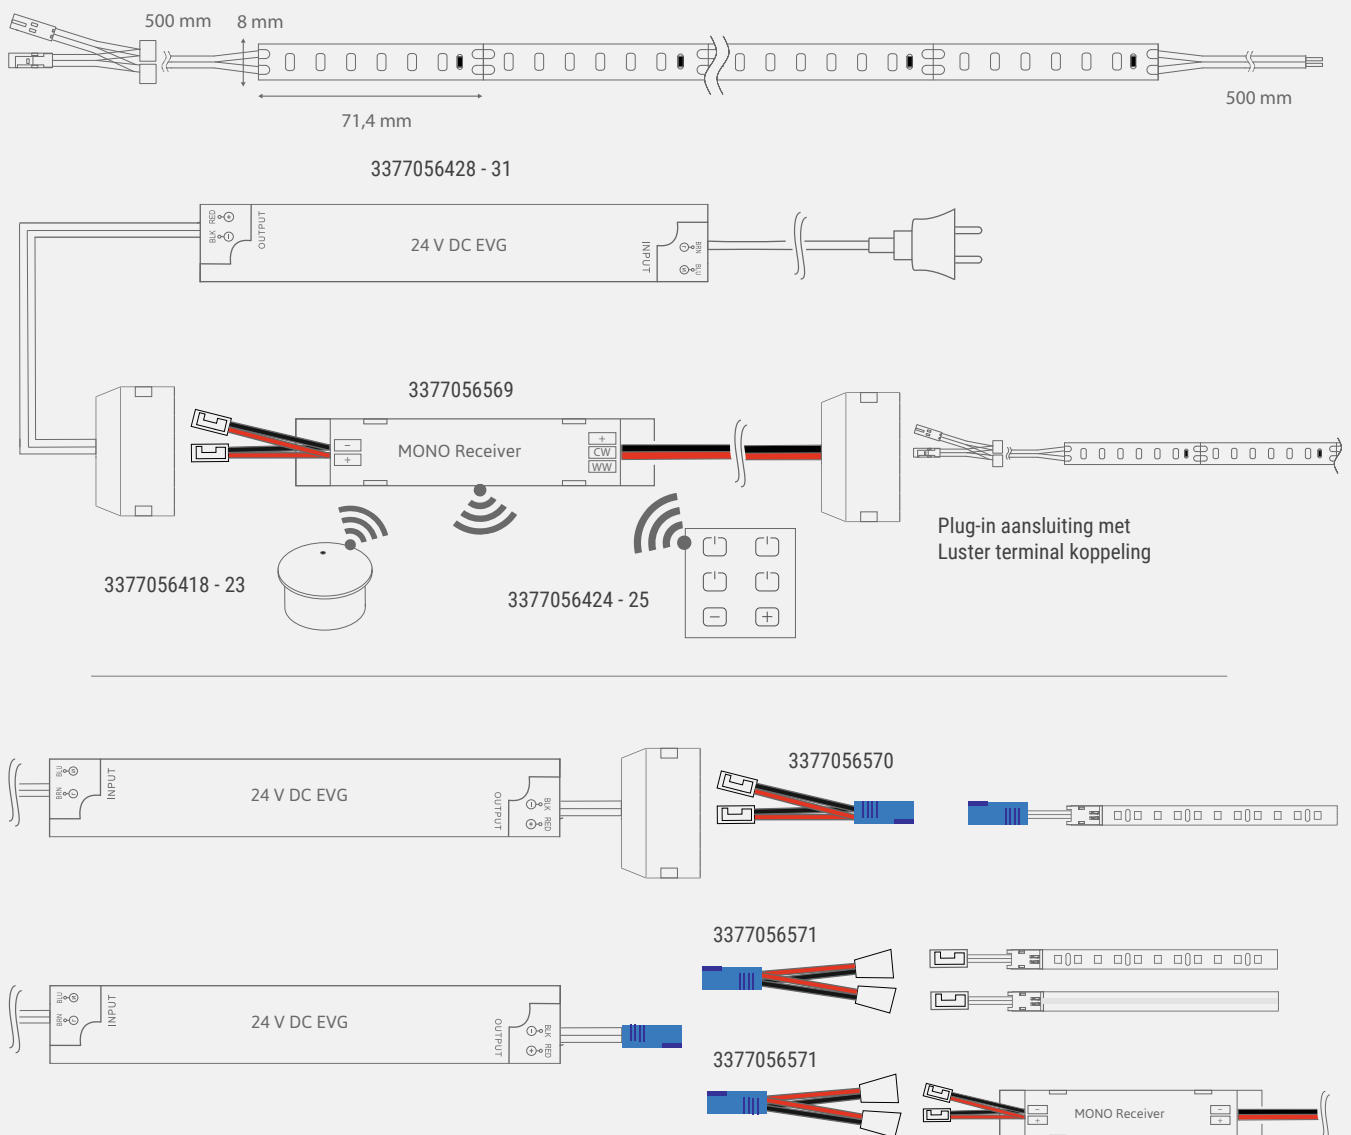 500 mm
8 mm
71,4 mm
500 mm
3377056428 - 31
RED
BLK
OUTPUT
24 V DC EVG
INPUT
BRN
BLU
3377056569
MONO Receiver
+
CW
WW
-
+
Plug-in aansluiting met
Luster terminal koppeling
3377056418 - 23
3377056424 - 25
- +
BLU
BRN
INPUT
24 V DC EVG
OUTPUT
BLK
RED
3377056570
3377056571
BLU
BRN
INPUT
24 V DC EVG
OUTPUT
BLK
RED
3377056571
-
+
MONO Receiver
-
+